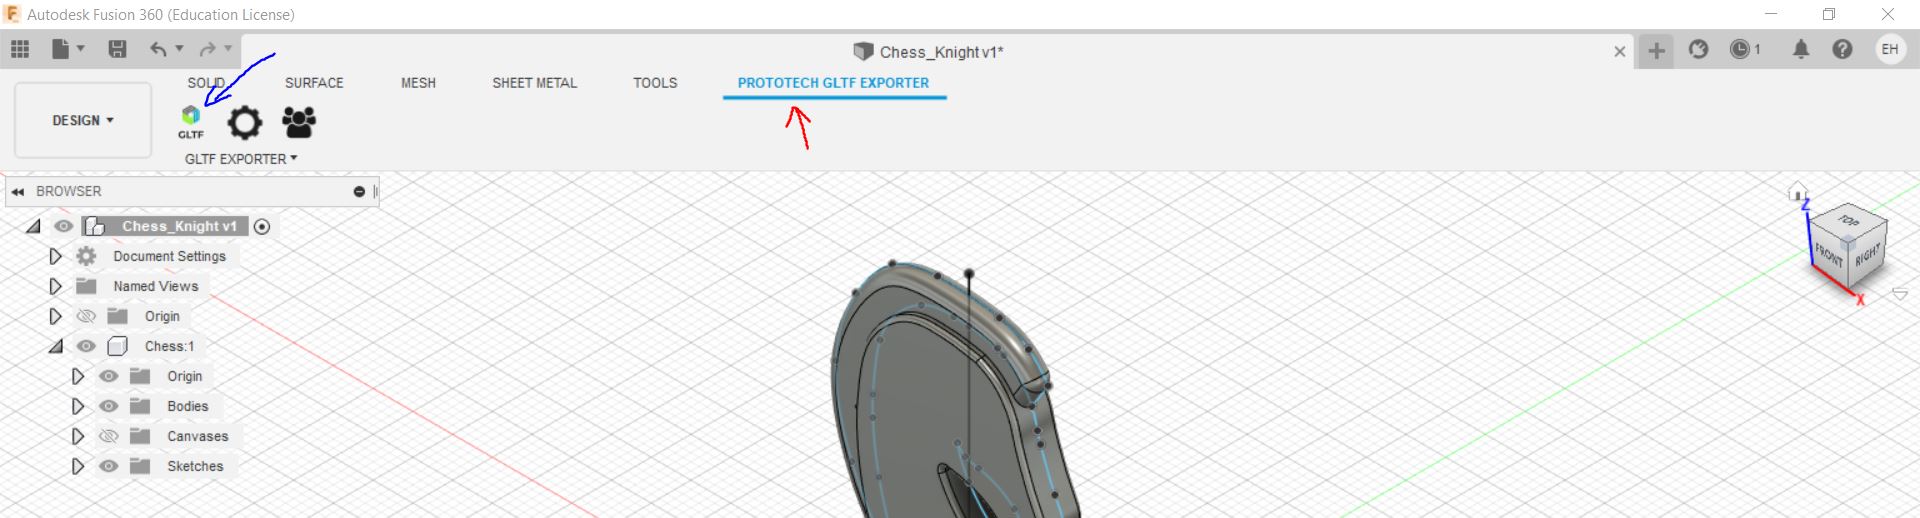 Autodesk Fusion 360 (Education License)
Chess_Knight v1*
1
EH
SOLID SURFACE MESH SHEET METAL TOOLS PROTOTECH GLTF EXPORTER
DESIGN
GLTF
GLTF EXPORTER
BROWSER
Chess_Knight v1
Document Settings
Named Views
Origin
Chess:1
Origin
Bodies
Canvases
Sketches
Z
TOP
FRONT
RIGHT
X